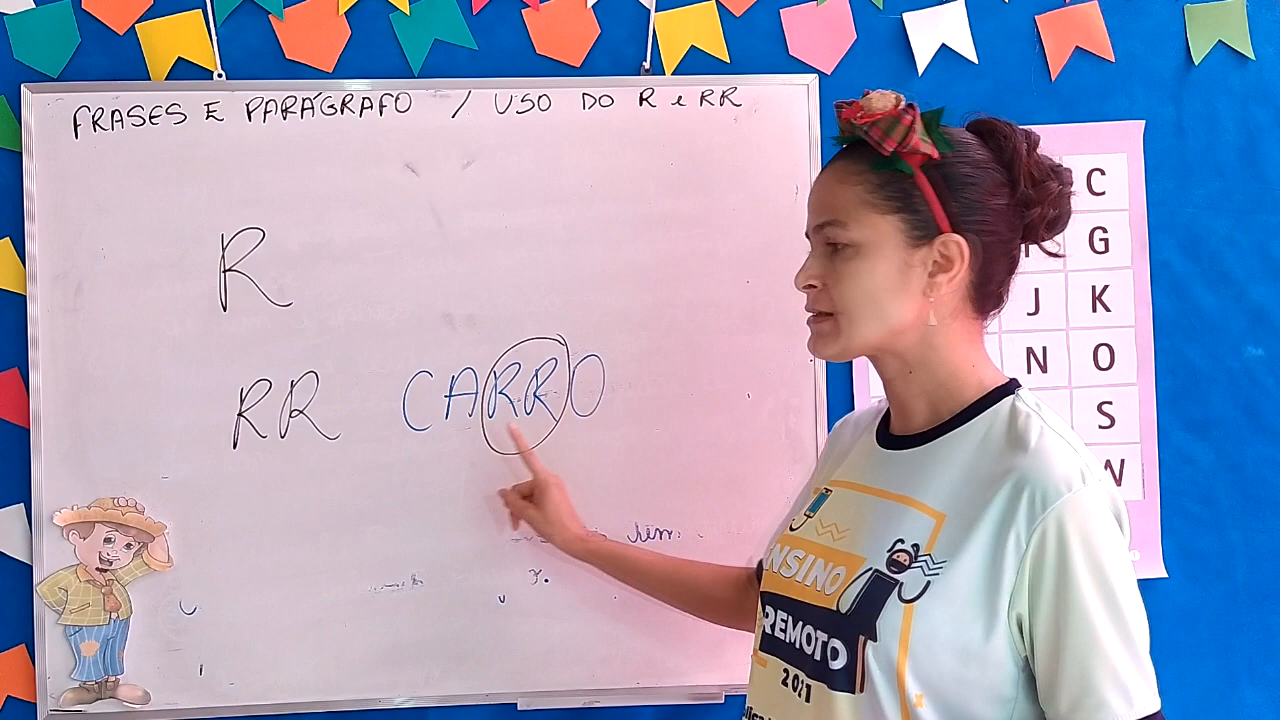 FRASES E PARÁGRAFO / USO DO R e RR
R
RR CARRO
C
G
J K
N O
S
W
ENSINO
REMOTO
2021